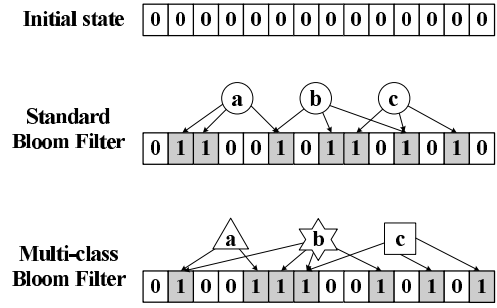 Initial state 0 0 0 0 0 0 0 0 0 0 0 0 0 0
a b c
Standard
Bloom Filter
0 1 1 0 0 1 0 1 1 0 1 0 1 0
a b c
Multi-class
Bloom Filter
0 1 0 0 1 1 1 0 0 1 0 1 0 1